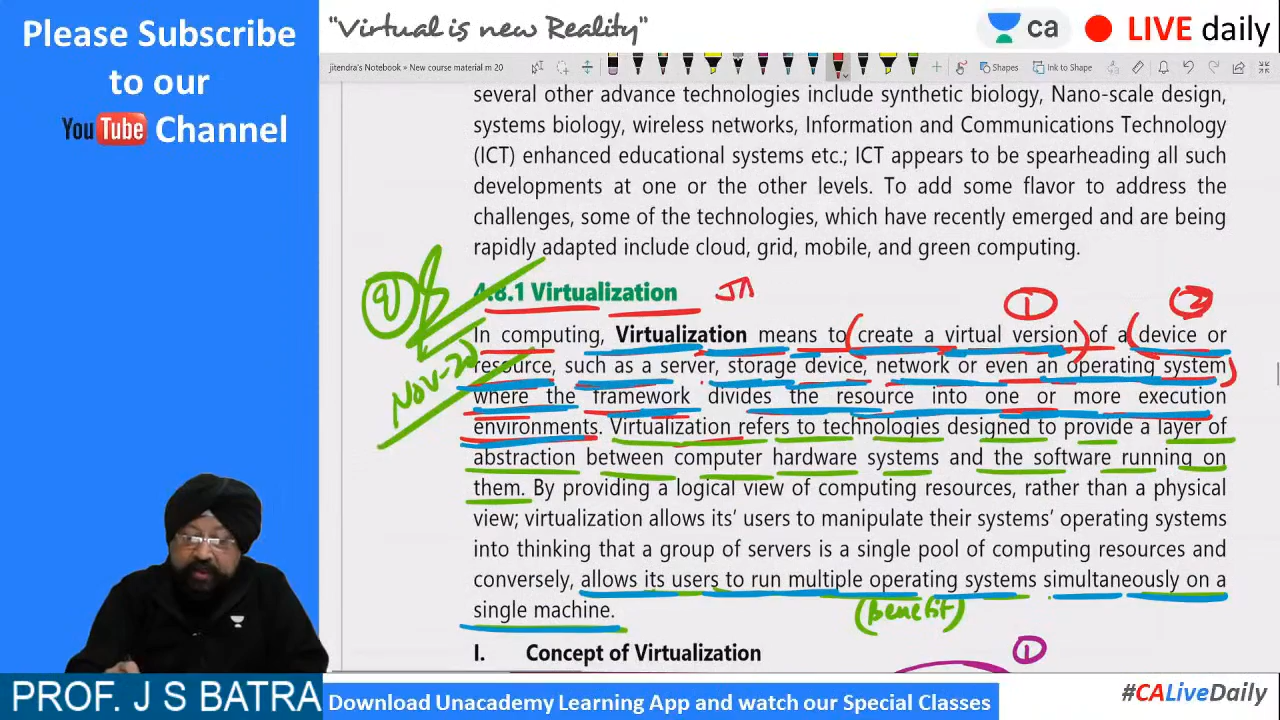 Please Subscribe
to our
YouTube Channel
"Virtual is new Reality"
ca
LIVE daily
jitendra's Notebook » New course material m 20
Shapes
Ink to Shape
several other advance technologies include synthetic biology, Nano-scale design,
systems biology, wireless networks, Information and Communications Technology
(ICT) enhanced educational systems etc.; ICT appears to be spearheading all such
developments at one or the other levels. To add some flavor to address the
challenges, some of the technologies, which have recently emerged and are being
rapidly adapted include cloud, grid, mobile, and green computing.
4.8.1 Virtualization
1
2
In computing, Virtualization means to (create a virtual version) of a (device or
resource, such as a server, storage device, network or even an operating system)
where the framework divides the resource into one or more execution
Nov-20
environments. Virtualization refers to technologies designed to provide a layer of
abstraction between computer hardware systems and the software running on
them. By providing a logical view of computing resources, rather than a physical
view; virtualization allows its' users to manipulate their systems' operating systems
into thinking that a group of servers is a single pool of computing resources and
conversely, allows its users to run multiple operating systems simultaneously on a
single machine.
(benefit)
I. Concept of Virtualization
1
PROF. J S BATRA
Download Unacademy Learning App and watch our Special Classes
#CALiveDaily